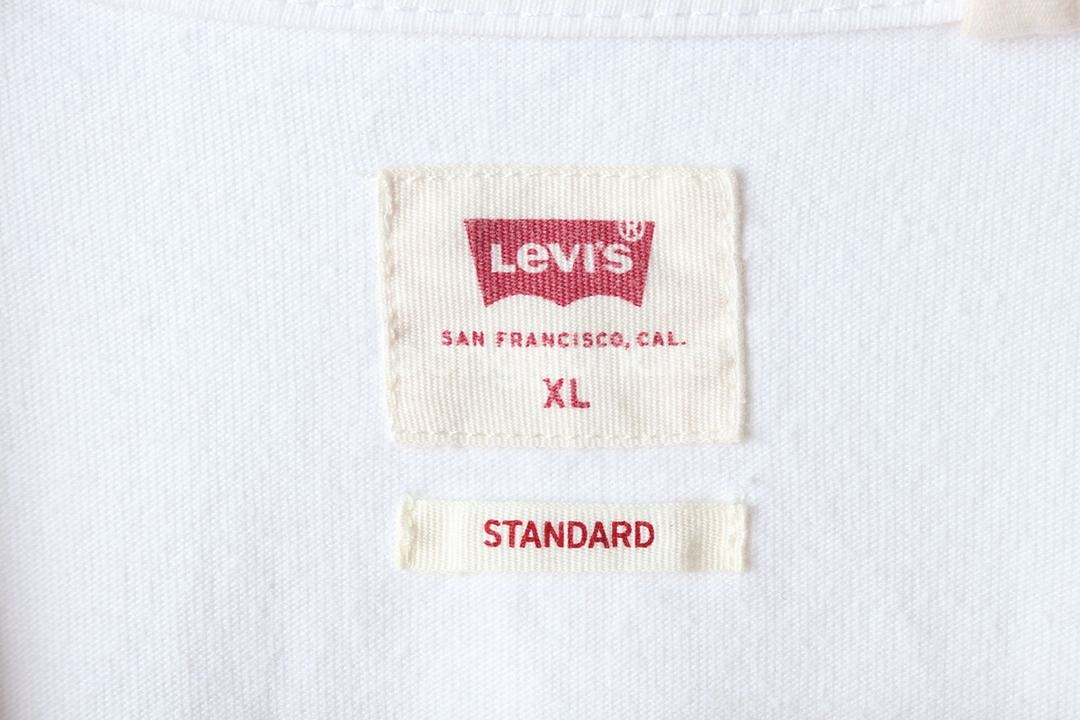 Levi's®
SAN FRANCISCO, CAL.
XL
STANDARD